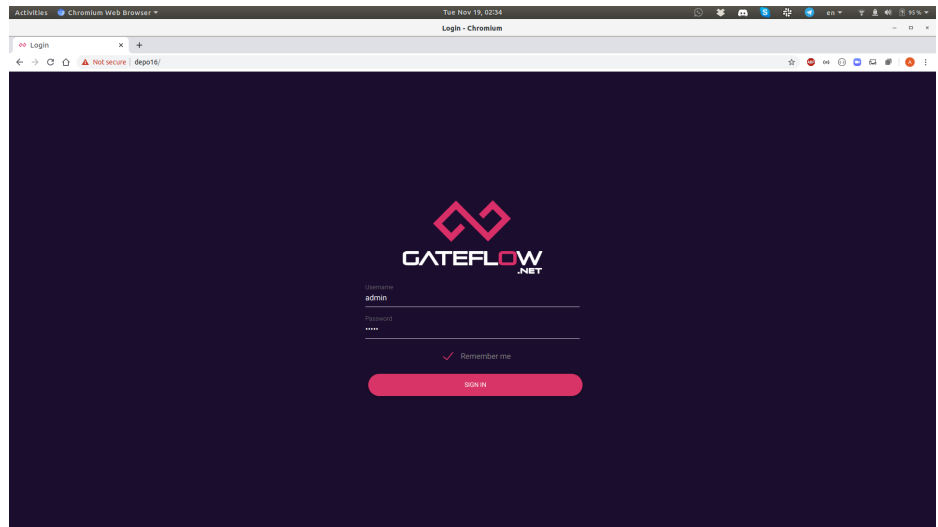 Activities Chromium Web Browser Tue Nov 19, 02:34 en 95 %
Login - Chromium
Login
Not secure depo16/
GATEFLOW
.NET
Username
admin
Password
•••••
Remember me
SIGN IN